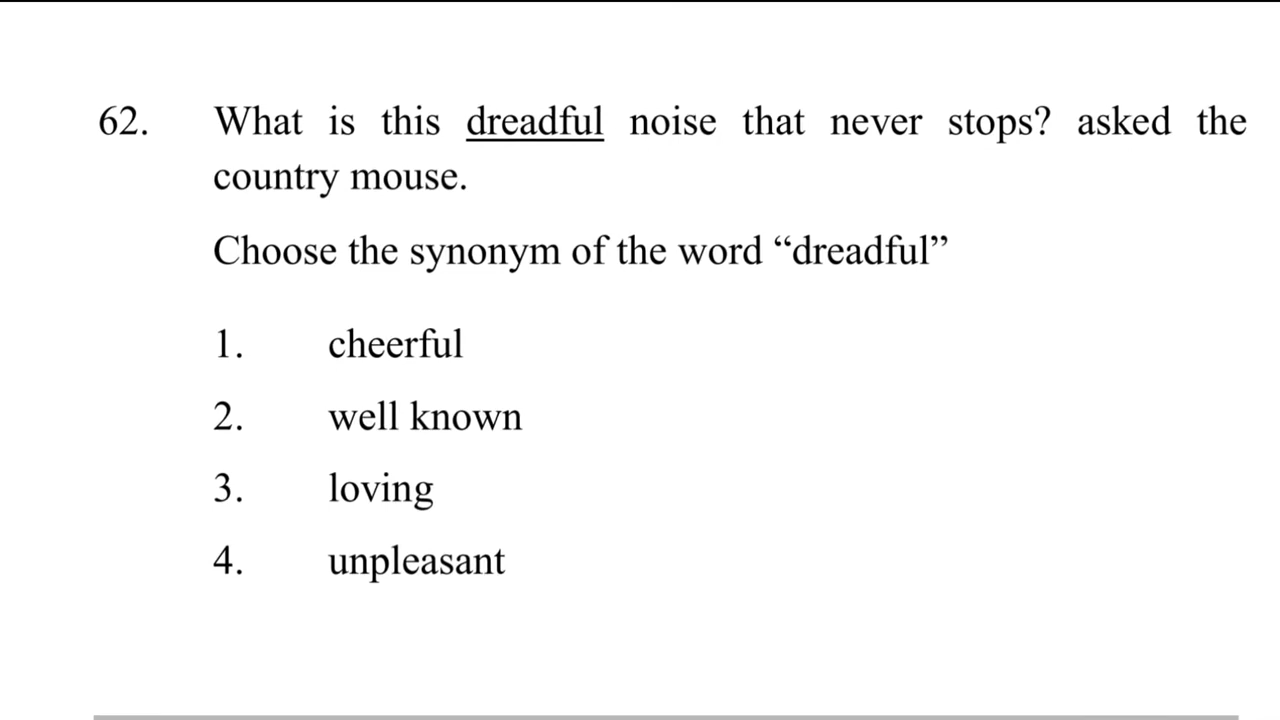 62. What is this dreadful noise that never stops? asked the
country mouse.
Choose the synonym of the word “dreadful”
1. cheerful
2. well known
3. loving
4. unpleasant